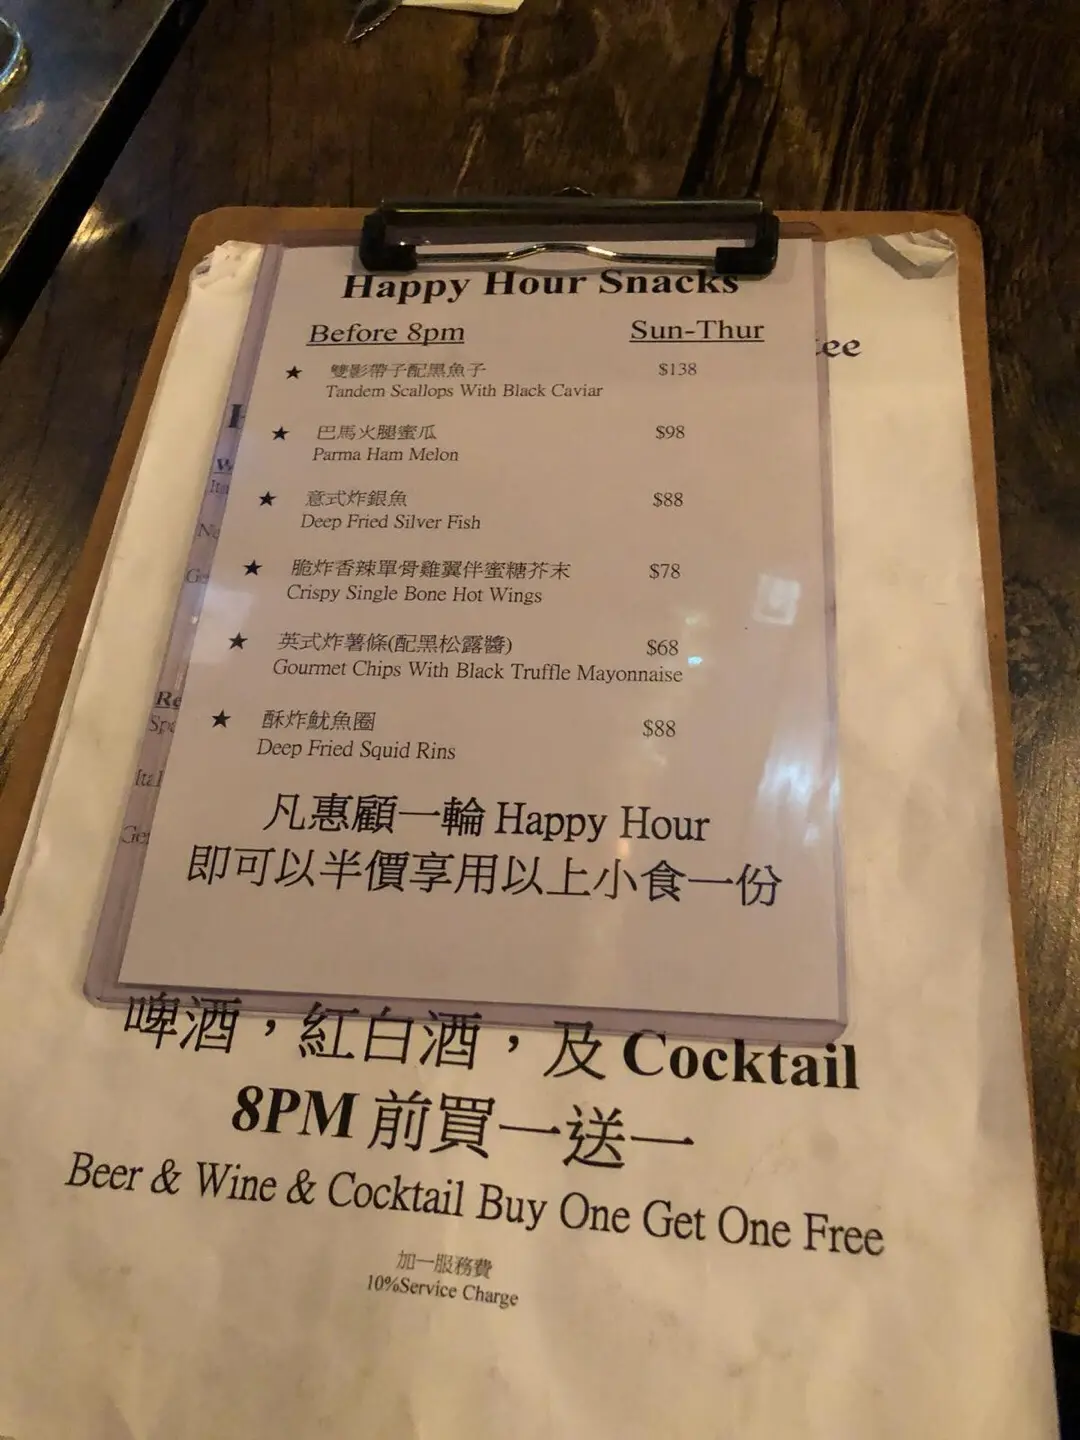 Happy Hour Snacks
Before 8pm Sun-Thur
★ 雙影帶子配黑魚子 $138
Tandem Scallops With Black Caviar
★ 巴馬火腿蜜瓜 $98
Parma Ham Melon
★ 意式炸銀魚 $88
Deep Fried Silver Fish
★ 脆炸香辣單骨雞翼伴蜜糖芥末 $78
Crispy Single Bone Hot Wings
★ 英式炸薯條(配黑松露醬) $68
Gourmet Chips With Black Truffle Mayonnaise
★ 酥炸魷魚圈 $88
Deep Fried Squid Rins
凡惠顧一輪 Happy Hour
即可以半價享用以上小食一份
啤酒，紅白酒，及 Cocktail
8PM 前買一送一
Beer & Wine & Cocktail Buy One Get One Free
加一服務費
10%Service Charge